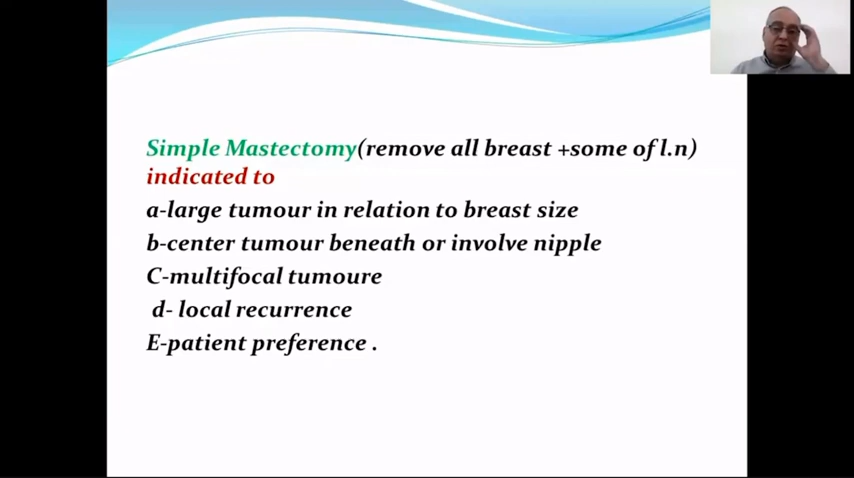 Simple Mastectomy(remove all breast +some of l.n)
indicated to
a-large tumour in relation to breast size
b-center tumour beneath or involve nipple
C-multifocal tumoure
d- local recurrence
E-patient preference .